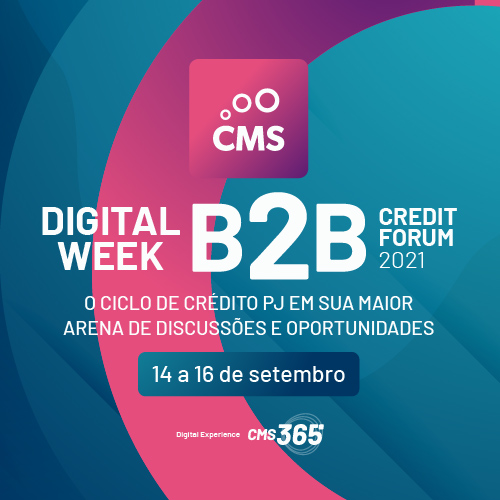 CMS
DIGITAL WEEK
B2B
CREDIT FORUM 2021
O CICLO DE CRÉDITO PJ EM SUA MAIOR
ARENA DE DISCUSSÕES E OPORTUNIDADES
14 a 16 de setembro
Digital Experience CMS365